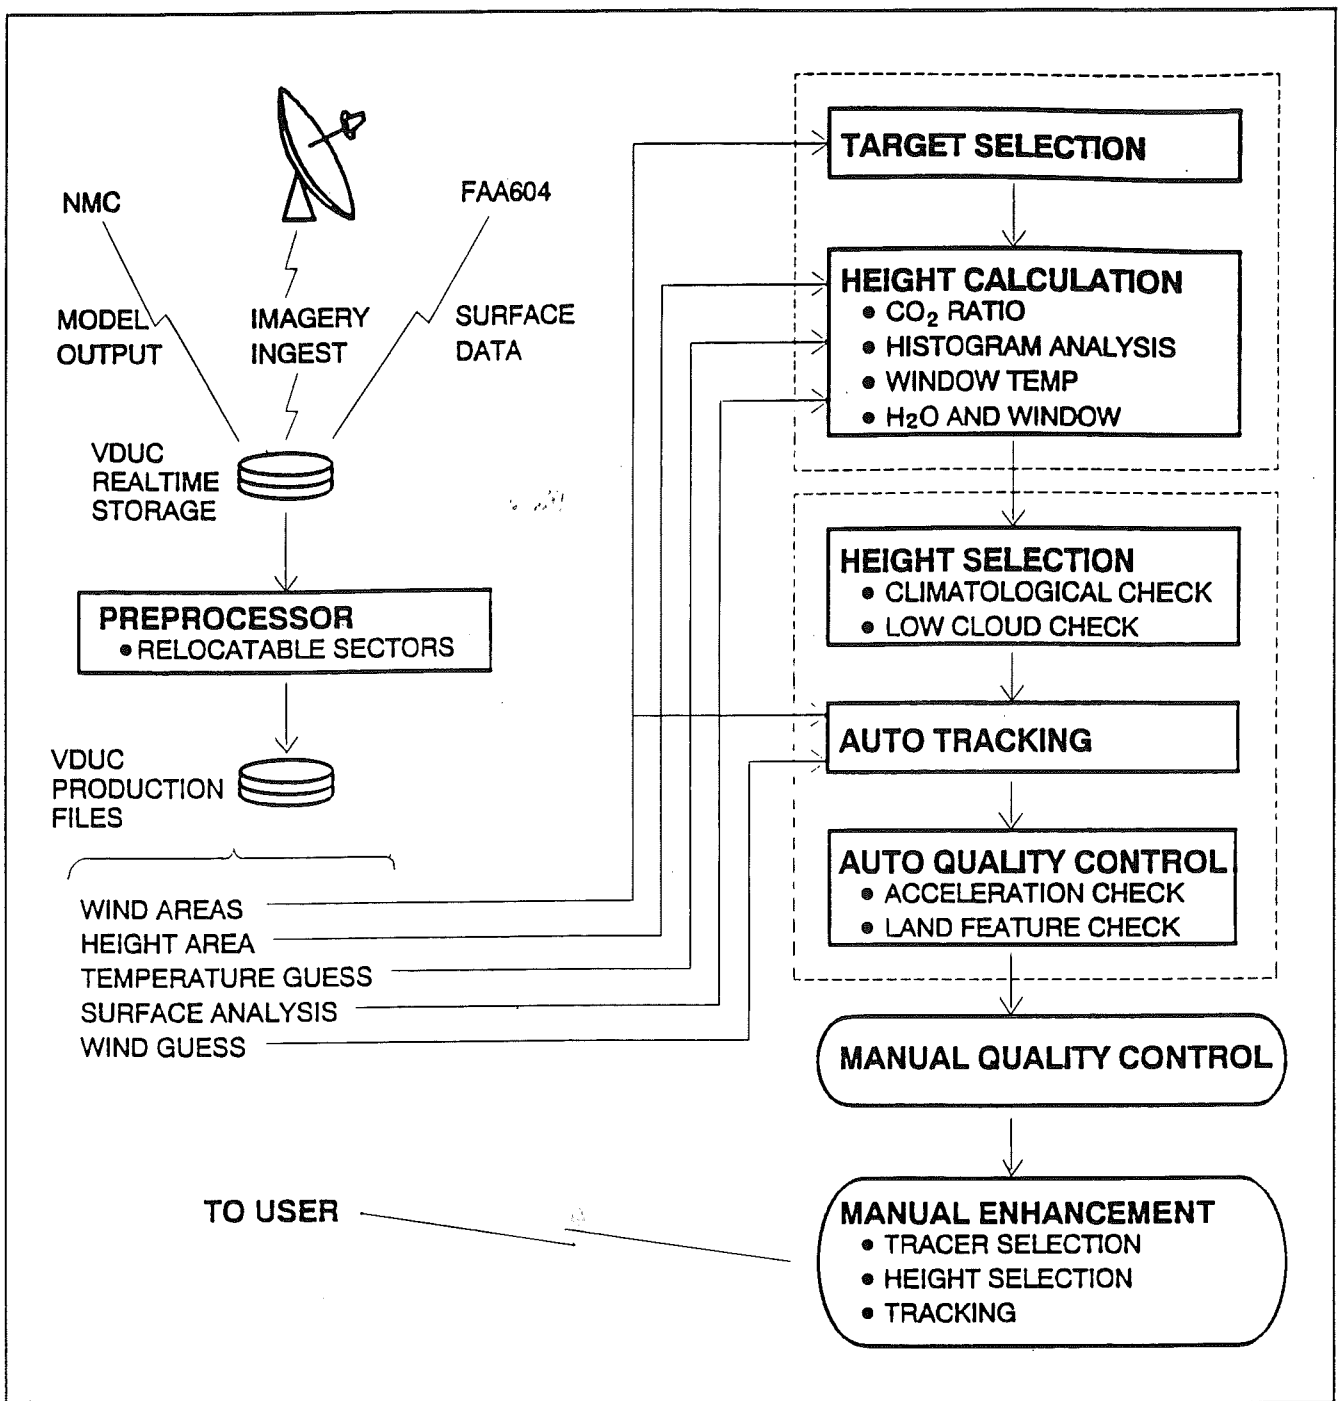 NMC
FAA604
MODEL
OUTPUT
IMAGERY
INGEST
SURFACE
DATA
VDUC
REALTIME
STORAGE
PREPROCESSOR
• RELOCATABLE SECTORS
VDUC
PRODUCTION
FILES
WIND AREAS
HEIGHT AREA
TEMPERATURE GUESS
SURFACE ANALYSIS
WIND GUESS
TARGET SELECTION
HEIGHT CALCULATION
• CO₂ RATIO
• HISTOGRAM ANALYSIS
• WINDOW TEMP
• H₂O AND WINDOW
HEIGHT SELECTION
• CLIMATOLOGICAL CHECK
• LOW CLOUD CHECK
AUTO TRACKING
AUTO QUALITY CONTROL
• ACCELERATION CHECK
• LAND FEATURE CHECK
MANUAL QUALITY CONTROL
MANUAL ENHANCEMENT
• TRACER SELECTION
• HEIGHT SELECTION
• TRACKING
TO USER